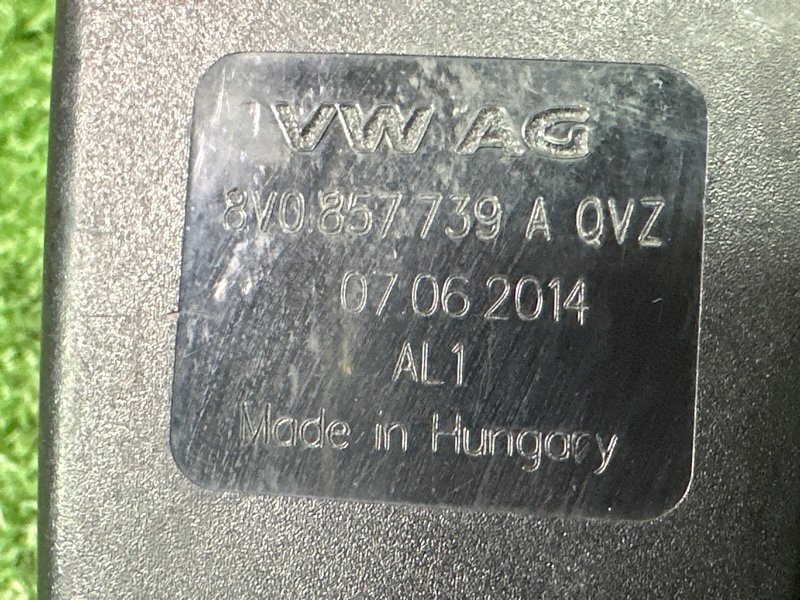 VW AG
8V0.857.739 A QVZ
07.06.2014
AL1
Made in Hungary